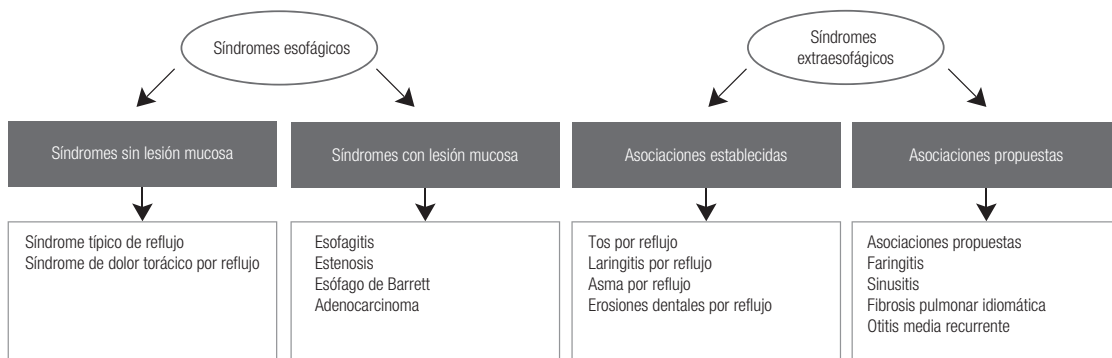 Síndromes esofágicos
Síndromes
extraesofágicos
Síndromes sin lesión mucosa
Síndromes con lesión mucosa
Asociaciones establecidas
Asociaciones propuestas
Síndrome típico de reflujo
Síndrome de dolor torácico por reflujo
Esofagitis
Estenosis
Esófago de Barrett
Adenocarcinoma
Tos por reflujo
Laringitis por reflujo
Asma por reflujo
Erosiones dentales por reflujo
Asociaciones propuestas
Faringitis
Sinusitis
Fibrosis pulmonar idiomática
Otitis media recurrente